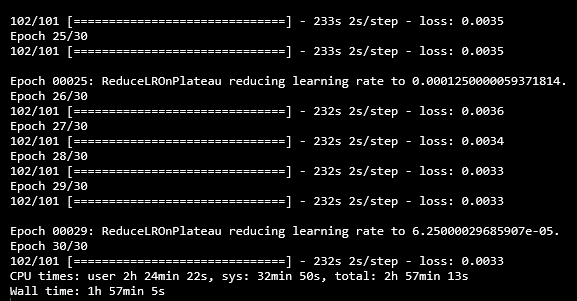 102/101 [==============================] - 233s 2s/step - loss: 0.0035
Epoch 25/30
102/101 [==============================] - 233s 2s/step - loss: 0.0035
Epoch 00025: ReduceLROnPlateau reducing learning rate to 0.0001250000059371814.
Epoch 26/30
102/101 [==============================] - 232s 2s/step - loss: 0.0036
Epoch 27/30
102/101 [==============================] - 232s 2s/step - loss: 0.0034
Epoch 28/30
102/101 [==============================] - 232s 2s/step - loss: 0.0033
Epoch 29/30
102/101 [==============================] - 232s 2s/step - loss: 0.0033
Epoch 00029: ReduceLROnPlateau reducing learning rate to 6.25000029685907e-05.
Epoch 30/30
102/101 [==============================] - 232s 2s/step - loss: 0.0033
CPU times: user 2h 24min 22s, sys: 32min 50s, total: 2h 57min 13s
Wall time: 1h 57min 5s